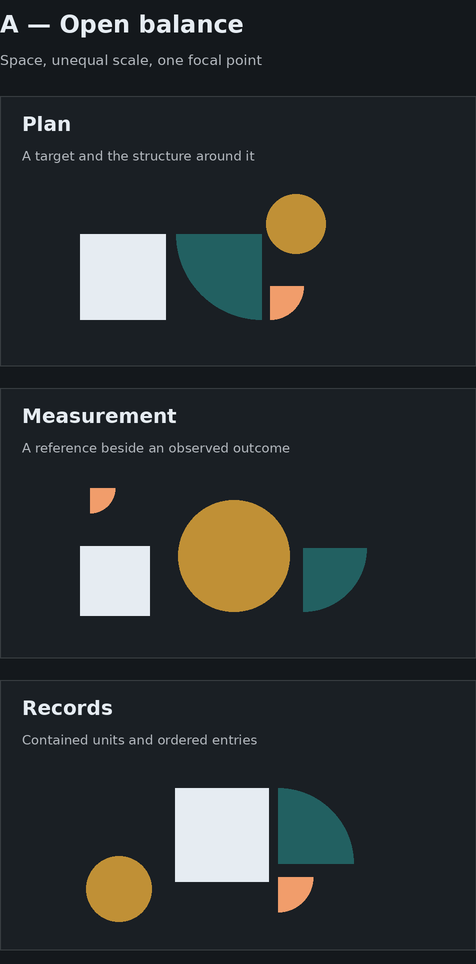 A — Open balance
Space, unequal scale, one focal point
Plan
A target and the structure around it
Measurement
A reference beside an observed outcome
Records
Contained units and ordered entries